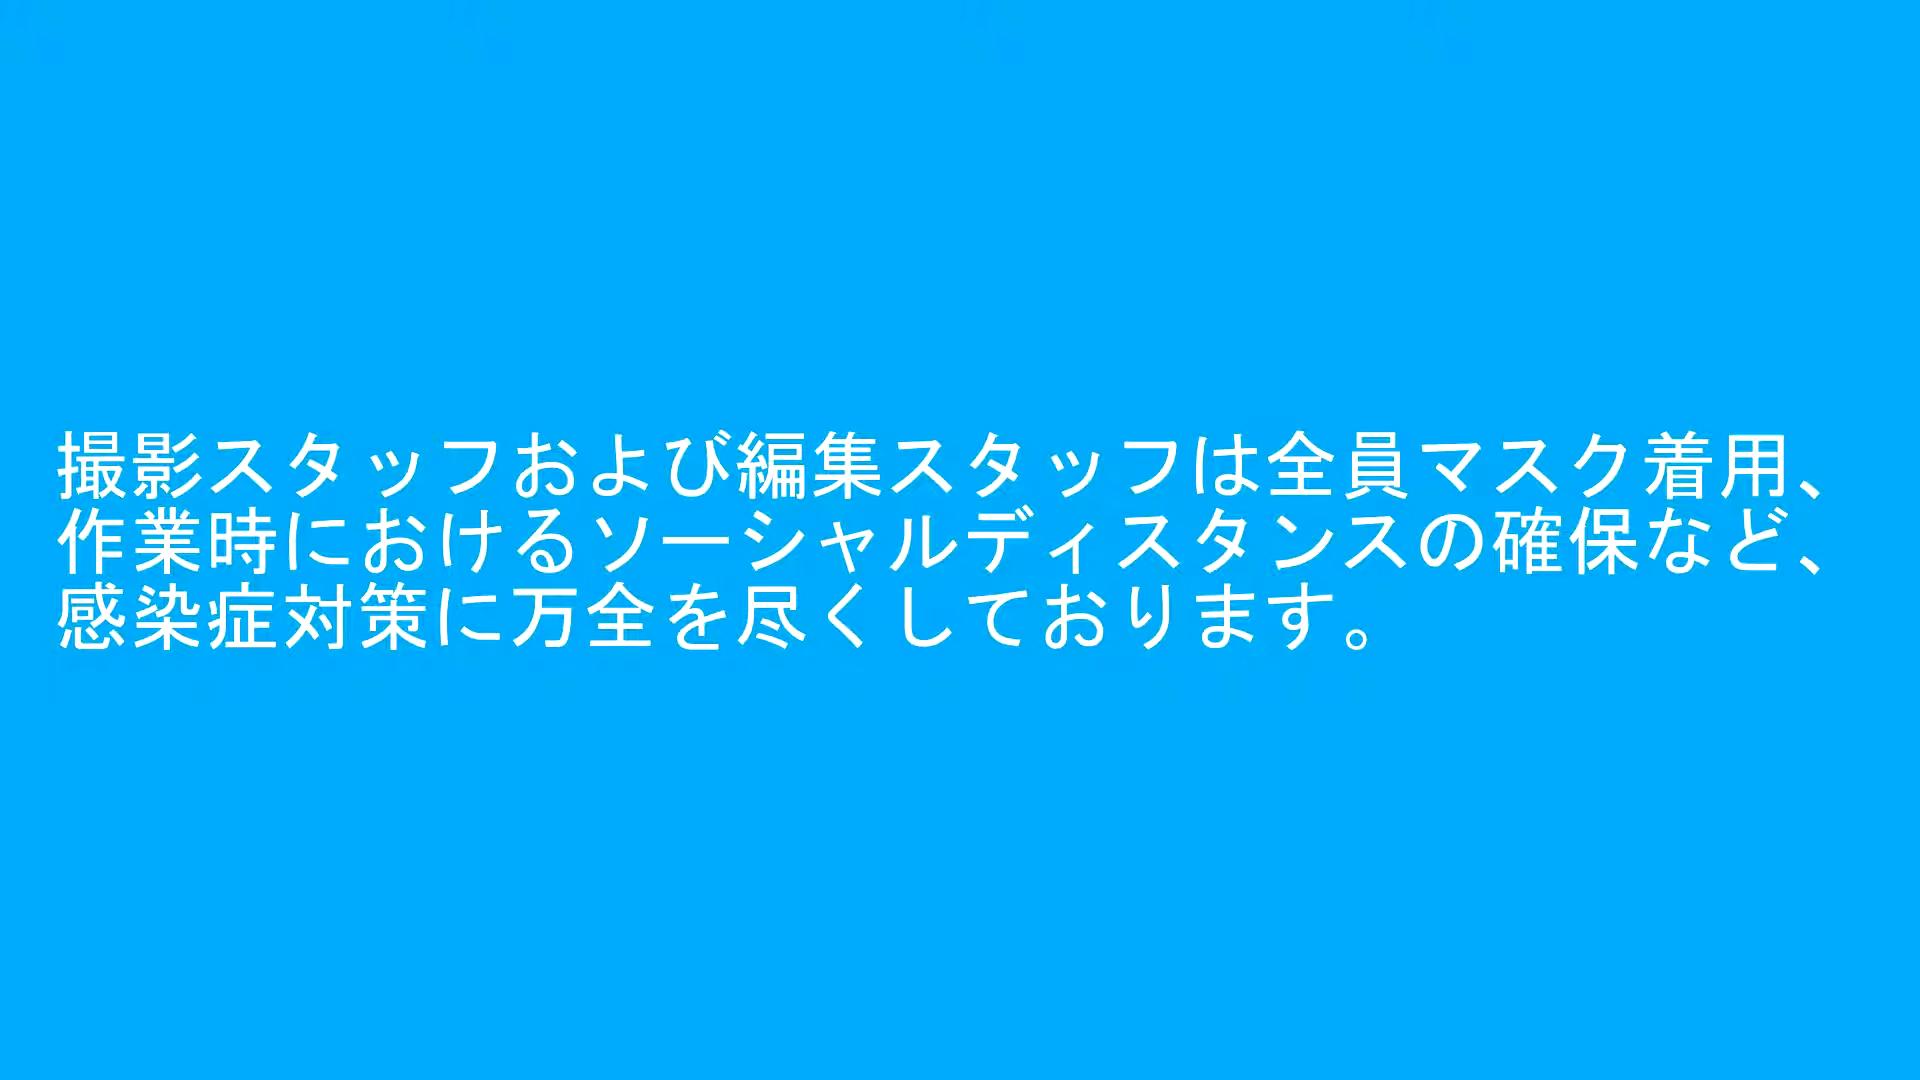 撮影スタッフおよび編集スタッフは全員マスク着用、
作業時におけるソーシャルディスタンスの確保など、
感染症対策に万全を尽くしております。